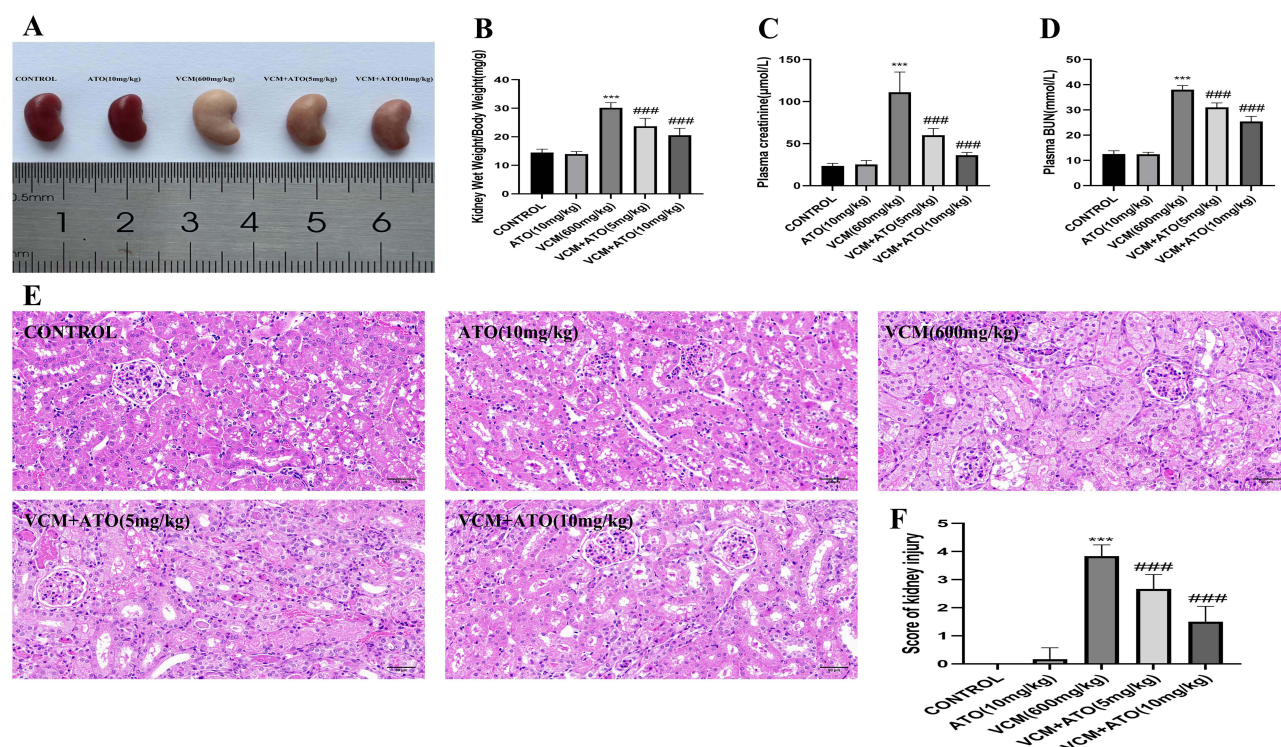 A
CONTROL
ATO(10mg/kg)
VCM(600mg/kg)
VCM+ATO(5mg/kg)
VCM+ATO(10mg/kg)
0.5mm
1 2 3 4 5 6
B
Kidney Wet Weight/Body Weight(mg/g)
40
30
20
10
0
***
###
###
CONTROL
ATO(10mg/kg)
VCM(600mg/kg)
VCM+ATO(5mg/kg)
VCM+ATO(10mg/kg)
C
Plasma creatinine(μmol/L)
150
100
50
0
***
###
###
CONTROL
ATO(10mg/kg)
VCM(600mg/kg)
VCM+ATO(5mg/kg)
VCM+ATO(10mg/kg)
D
Plasma BUN(mmol/L)
50
40
30
20
10
0
***
###
###
CONTROL
ATO(10mg/kg)
VCM(600mg/kg)
VCM+ATO(5mg/kg)
VCM+ATO(10mg/kg)
E
CONTROL
ATO(10mg/kg)
VCM(600mg/kg)
VCM+ATO(5mg/kg)
VCM+ATO(10mg/kg)
F
Score of kidney injury
5
4
3
2
1
0
***
###
###
CONTROL
ATO(10mg/kg)
VCM(600mg/kg)
VCM+ATO(5mg/kg)
VCM+ATO(10mg/kg)